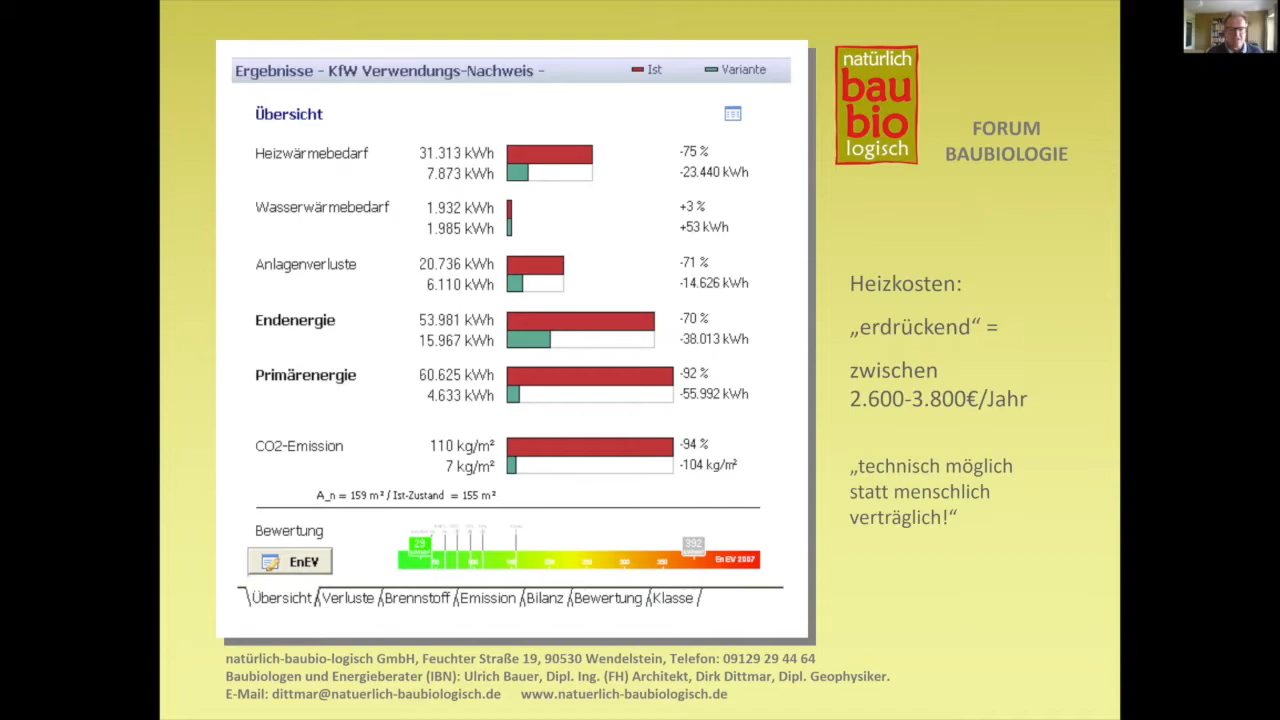 Ergebnisse - KfW Verwendungs-Nachweis -
Ist
Variante
Übersicht
Heizwärmebedarf 31.313 kWh -75 %
7.873 kWh -23.440 kWh
Wasserwärmebedarf 1.932 kWh +3 %
1.985 kWh +53 kWh
Anlagenverluste 20.736 kWh -71 %
6.110 kWh -14.626 kWh
Endenergie 53.981 kWh -70 %
15.967 kWh -38.013 kWh
Primärenergie 60.625 kWh -92 %
4.633 kWh -55.992 kWh
CO2-Emission 110 kg/m² -94 %
7 kg/m² -104 kg/m²
A_n = 159 m² / Ist-Zustand = 155 m²
Bewertung
29
392
EnEV
EnEV 2007
Übersicht Verluste Brennstoff Emission Bilanz Bewertung Klasse
natürlich
bau
bio
logisch
FORUM
BAUBIOLOGIE
Heizkosten:
„erdrückend“ =
zwischen
2.600-3.800€/Jahr
„technisch möglich
statt menschlich
verträglich!“
natürlich-baubio-logisch GmbH, Feuchter Straße 19, 90530 Wendelstein, Telefon: 09129 29 44 64
Baubiologen und Energieberater (IBN): Ulrich Bauer, Dipl. Ing. (FH) Architekt, Dirk Dittmar, Dipl. Geophysiker.
E-Mail: dittmar@natuerlich-baubiologisch.de www.natuerlich-baubiologisch.de